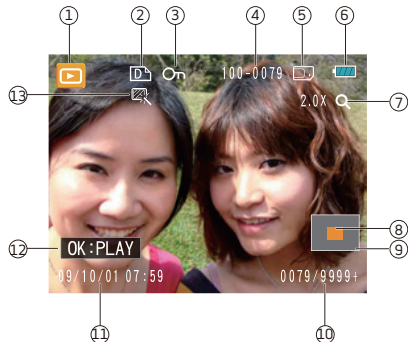 ① ② ③ ④ ⑤ ⑥
D 100-0079
⑬ 2.0X ⑦
⑧
⑫ OK:PLAY ⑨
09/10/01 07:59 0079/9999+
⑪ ⑩